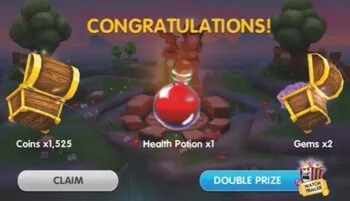 CONGRATULATIONS!
Coins x1,525
Health Potion x1
Gems x2
CLAIM
DOUBLE PRIZE
WATCH
TRAILER